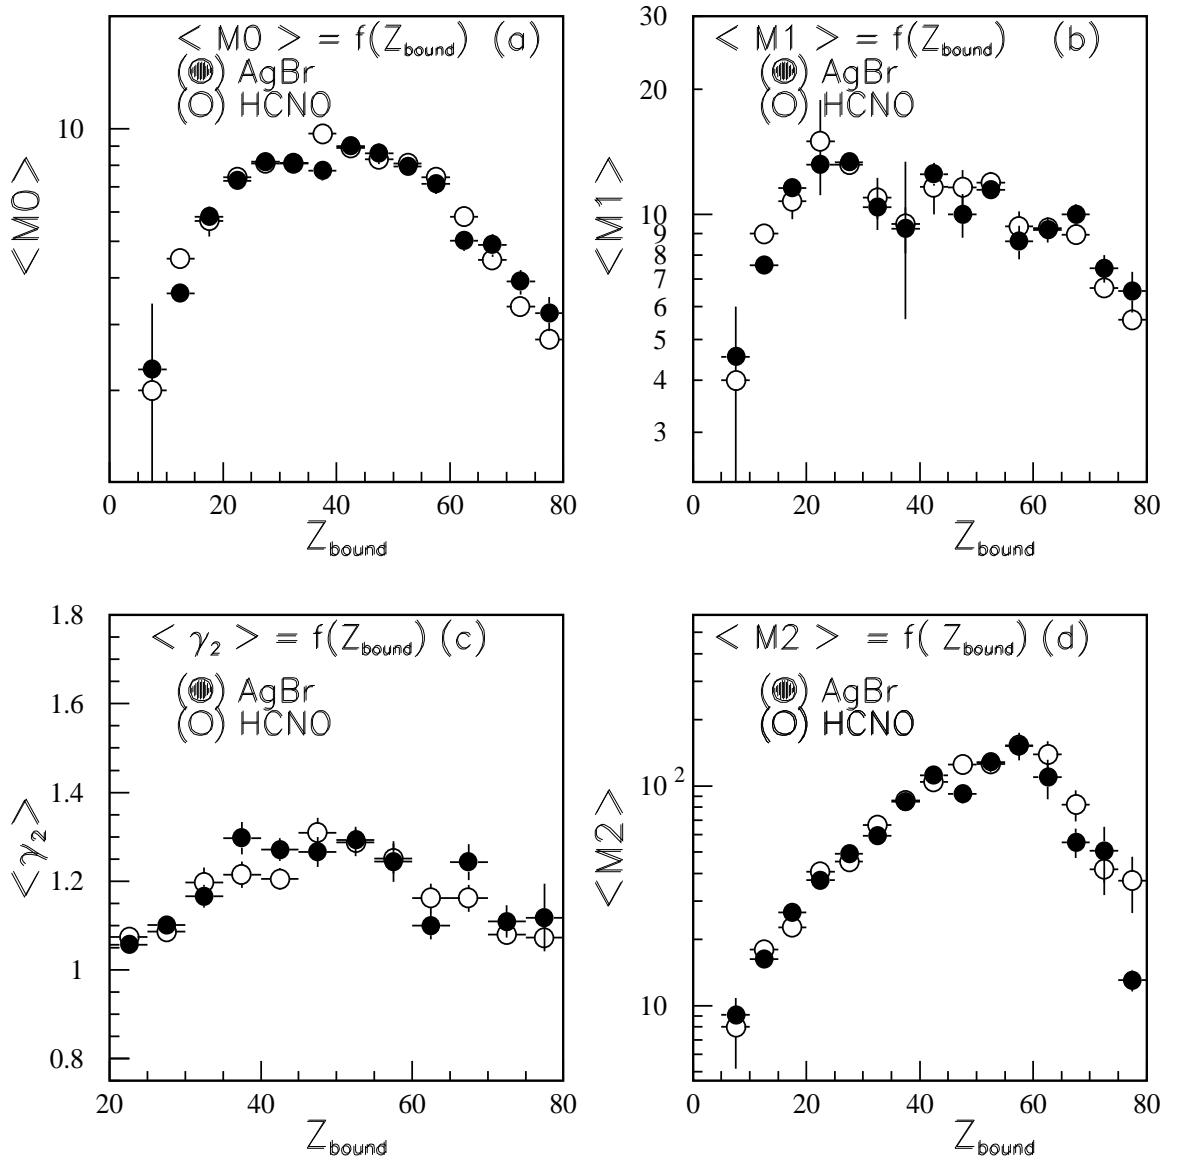 < M0 > = f(Z_bound) (a)
(●) AgBr
(○) HCNO
10
<M0>
0 20 40 60 80
Z_bound
< M1 > = f(Z_bound) (b)
(●) AgBr
(○) HCNO
30
20
10
9
8
7
6
5
4
3
<M1>
0 20 40 60 80
Z_bound
< γ_2 > = f(Z_bound) (c)
(●) AgBr
(○) HCNO
1.8
1.6
1.4
1.2
1
0.8
<γ_2>
20 40 60 80
Z_bound
< M2 > = f( Z_bound) (d)
(●) AgBr
(○) HCNO
10^2
10
<M2>
0 20 40 60 80
Z_bound